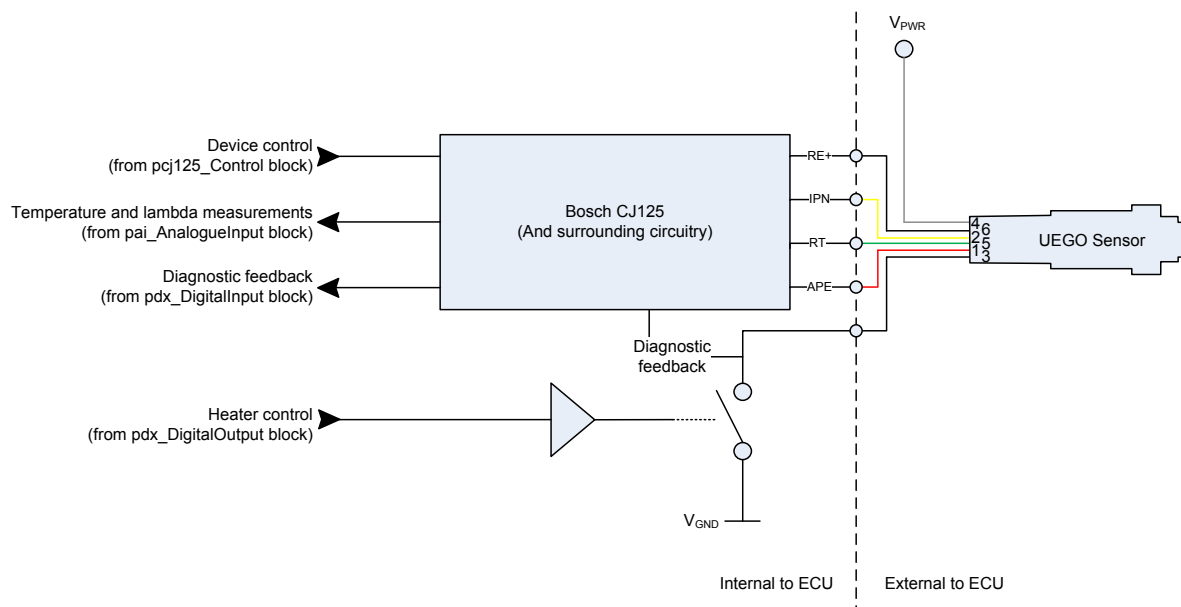 VPWR
Device control
(from pcj125_Control block)
Temperature and lambda measurements
(from pai_AnalogueInput block)
Diagnostic feedback
(from pdx_DigitalInput block)
Bosch CJ125
(And surrounding circuitry)
RE+
IPN
RT
APE
4
6
2
5
1
3
UEGO Sensor
Diagnostic
feedback
Heater control
(from pdx_DigitalOutput block)
VGND
Internal to ECU
External to ECU